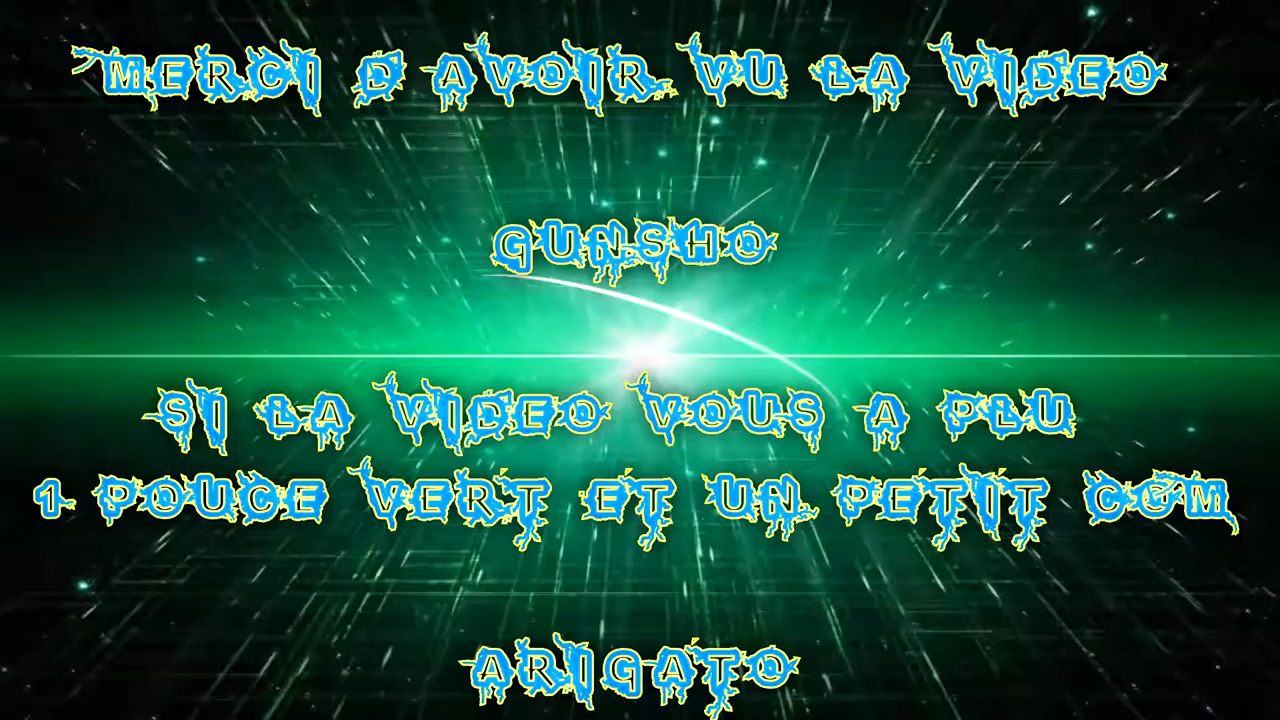 MERCI D AVOIR VU LA VIDEO
GUNSHO
SI LA VIDEO VOUS A PLU
1 POUCE VERT ET UN PETIT COM
ARIGATO